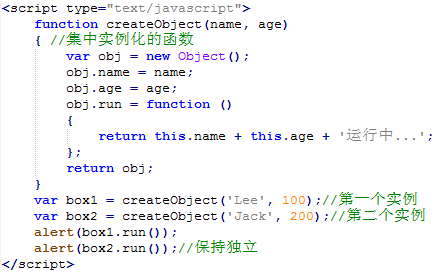 <script type="text/javascript">
    function createObject(name, age)
    { //集中实例化的函数
        var obj = new Object();
        obj.name = name;
        obj.age = age;
        obj.run = function ()
        {
            return this.name + this.age + '运行中...';
        };
        return obj;
    }
    var box1 = createObject('Lee', 100);//第一个实例
    var box2 = createObject('Jack', 200);//第二个实例
    alert(box1.run());
    alert(box2.run());//保持独立
</script>